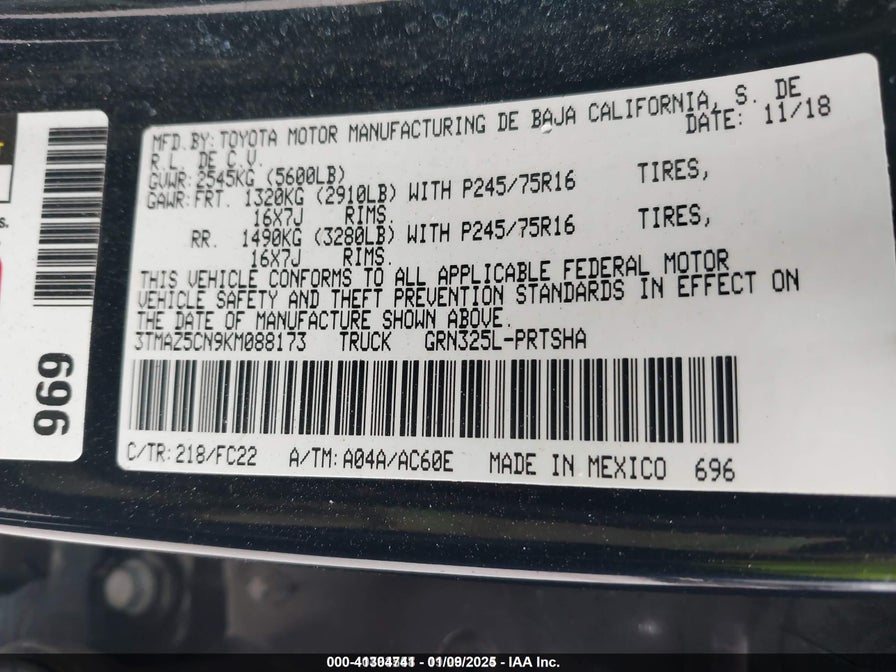 MFD.BY:TOYOTA MOTOR MANUFACTURING DE BAJA CALIFORNIA, S. DE
R.L. DE C.V. DATE: 11/18
GVWR:2545KG (5600LB)
GAWR:FRT. 1320KG (2910LB) WITH P245/75R16 TIRES,
16X7J RIMS.
RR. 1490KG (3280LB) WITH P245/75R16 TIRES,
16X7J RIMS.
THIS VEHICLE CONFORMS TO ALL APPLICABLE FEDERAL MOTOR
VEHICLE SAFETY AND THEFT PREVENTION STANDARDS IN EFFECT ON
THE DATE OF MANUFACTURE SHOWN ABOVE.
3TMAZ5CN9KM088173 TRUCK GRN325L-PRTSHA
C/TR:218/FC22 A/TM:A04A/AC60E MADE IN MEXICO 696
969
s.
01/09/2025 - IAA Inc.